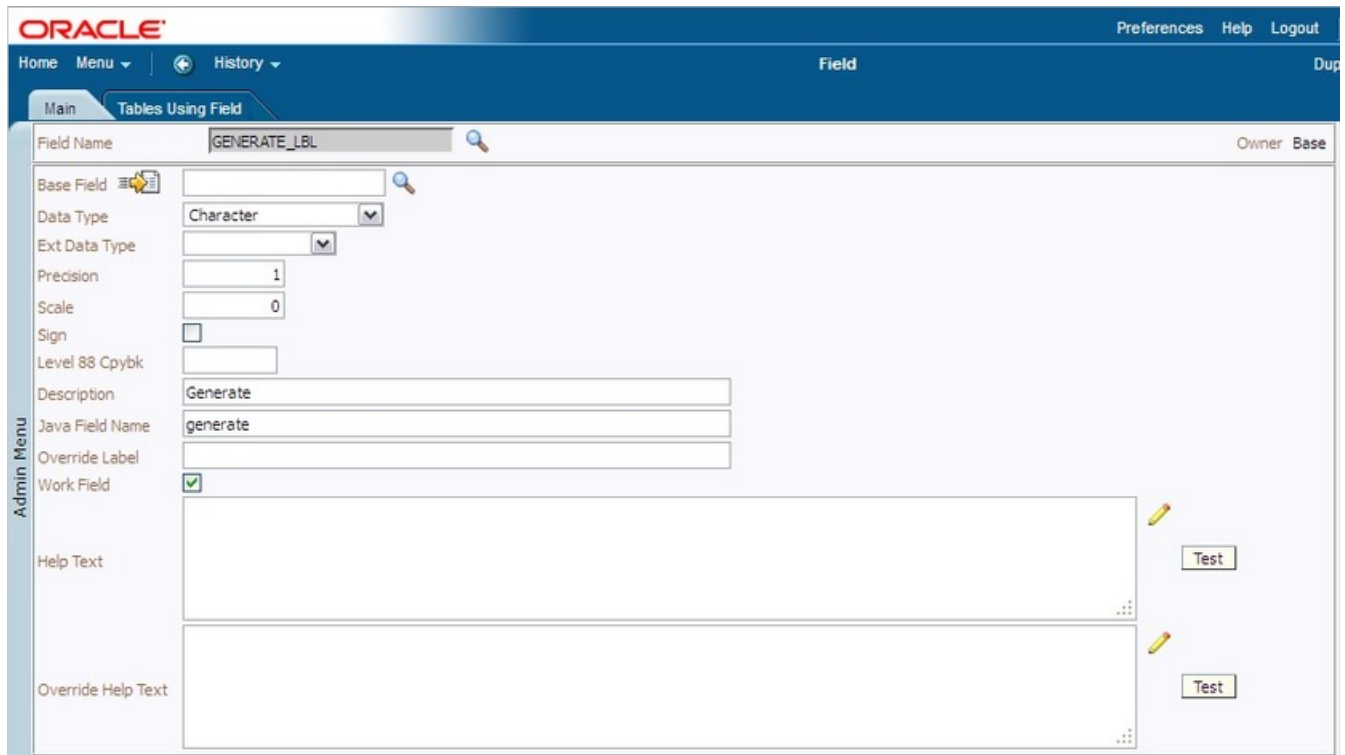 ORACLE
Preferences Help Logout
Home Menu History Field Dup
Main Tables Using Field
Field Name GENERATE_LBL Owner Base
Base Field
Data Type Character
Ext Data Type
Precision 1
Scale 0
Sign
Level 88 Cpybk
Description Generate
Java Field Name generate
Override Label
Work Field
Help Text Test
Override Help Text Test
Admin Menu